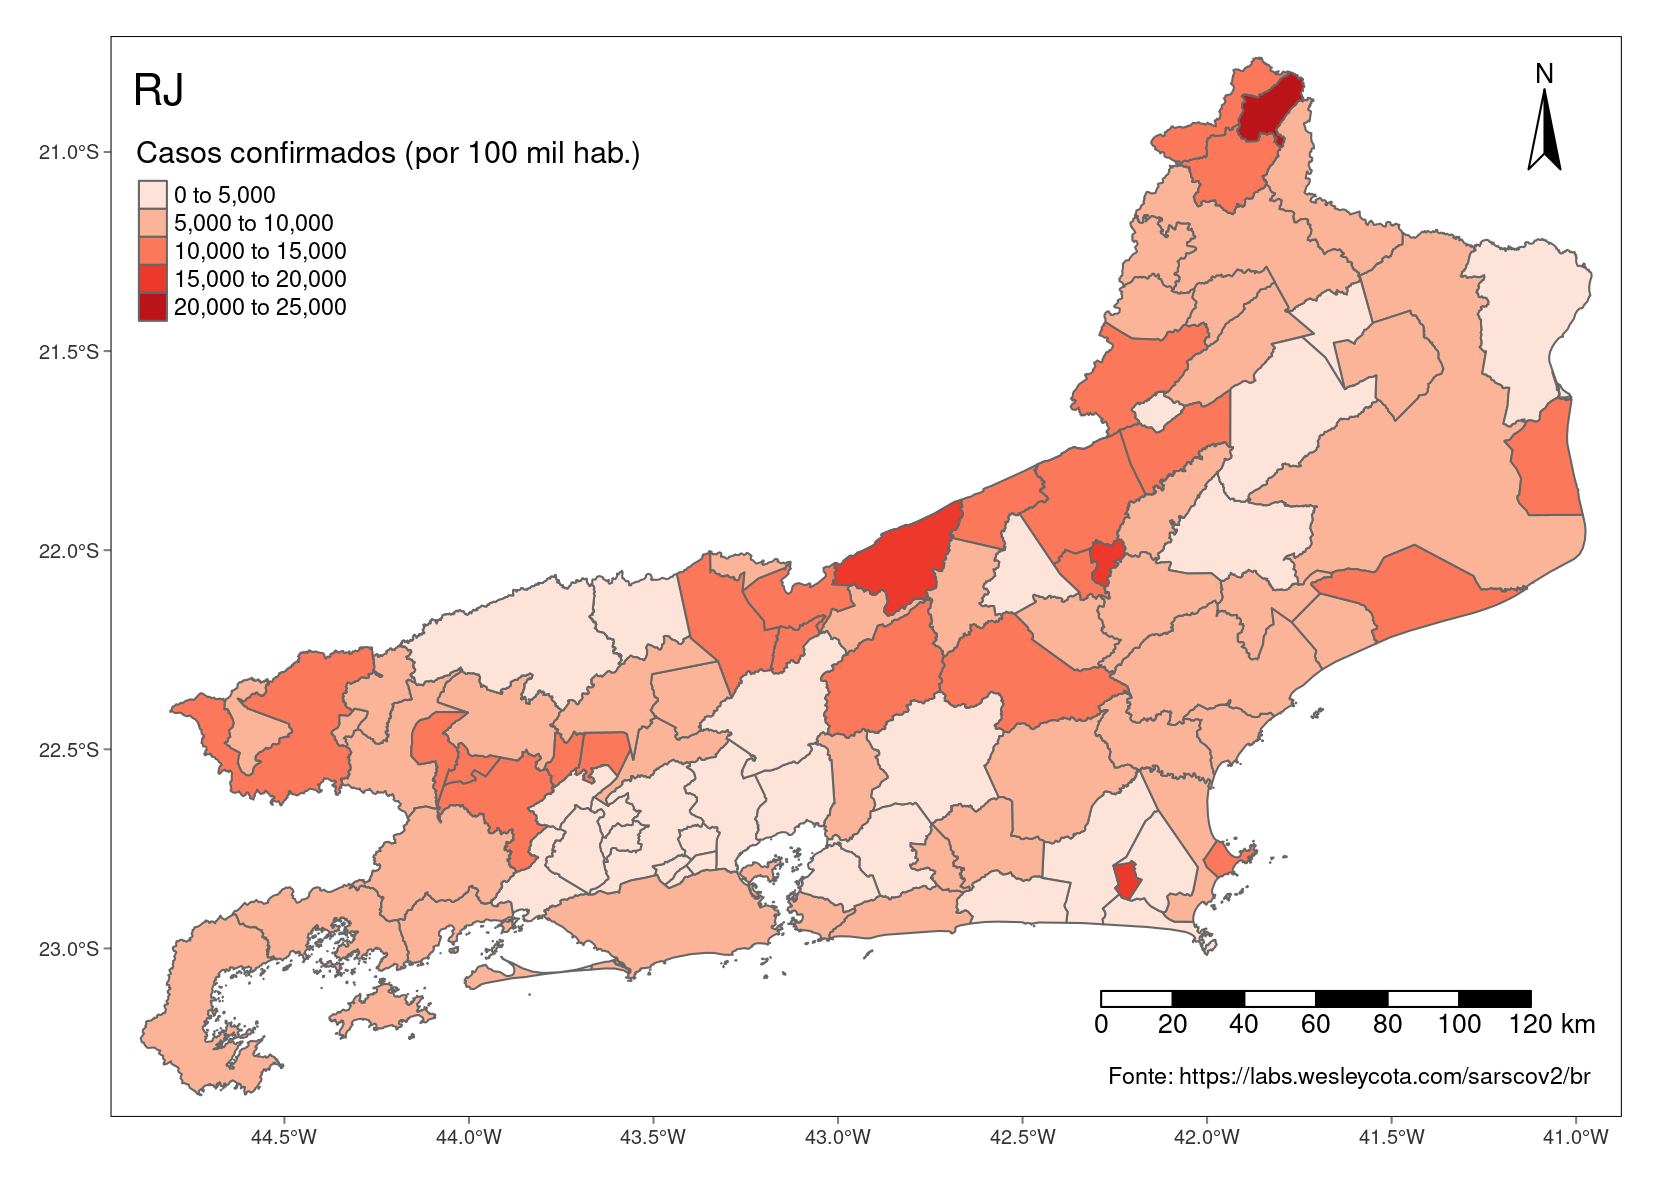 RJ
N
Casos confirmados (por 100 mil hab.)
0 to 5,000
5,000 to 10,000
10,000 to 15,000
15,000 to 20,000
20,000 to 25,000
21.0°S
21.5°S
22.0°S
22.5°S
23.0°S
0 20 40 60 80 100 120 km
Fonte: https://labs.wesleycota.com/sarscov2/br
44.5°W 44.0°W 43.5°W 43.0°W 42.5°W 42.0°W 41.5°W 41.0°W